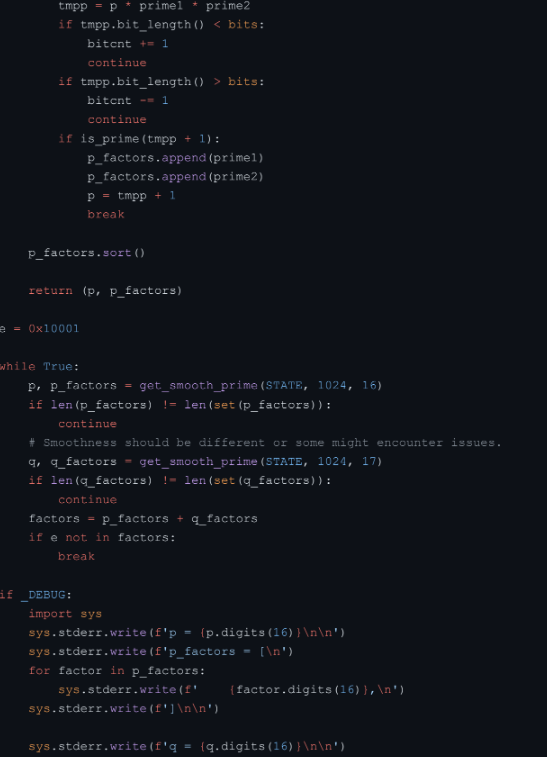 tmpp = p * prime1 * prime2
        if tmpp.bit_length() < bits:
            bitcnt += 1
            continue
        if tmpp.bit_length() > bits:
            bitcnt -= 1
            continue
        if is_prime(tmpp + 1):
            p_factors.append(prime1)
            p_factors.append(prime2)
            p = tmpp + 1
            break

    p_factors.sort()

    return (p, p_factors)

e = 0x10001

while True:
    p, p_factors = get_smooth_prime(STATE, 1024, 16)
    if len(p_factors) != len(set(p_factors)):
        continue
    # Smoothness should be different or some might encounter issues.
    q, q_factors = get_smooth_prime(STATE, 1024, 17)
    if len(q_factors) != len(set(q_factors)):
        continue
    factors = p_factors + q_factors
    if e not in factors:
        break

if _DEBUG:
    import sys
    sys.stderr.write(f'p = {p.digits(16)}\n\n')
    sys.stderr.write(f'p_factors = [\n')
    for factor in p_factors:
        sys.stderr.write(f'    {factor.digits(16)},\n')
    sys.stderr.write(f']\n\n')

    sys.stderr.write(f'q = {q.digits(16)}\n\n')